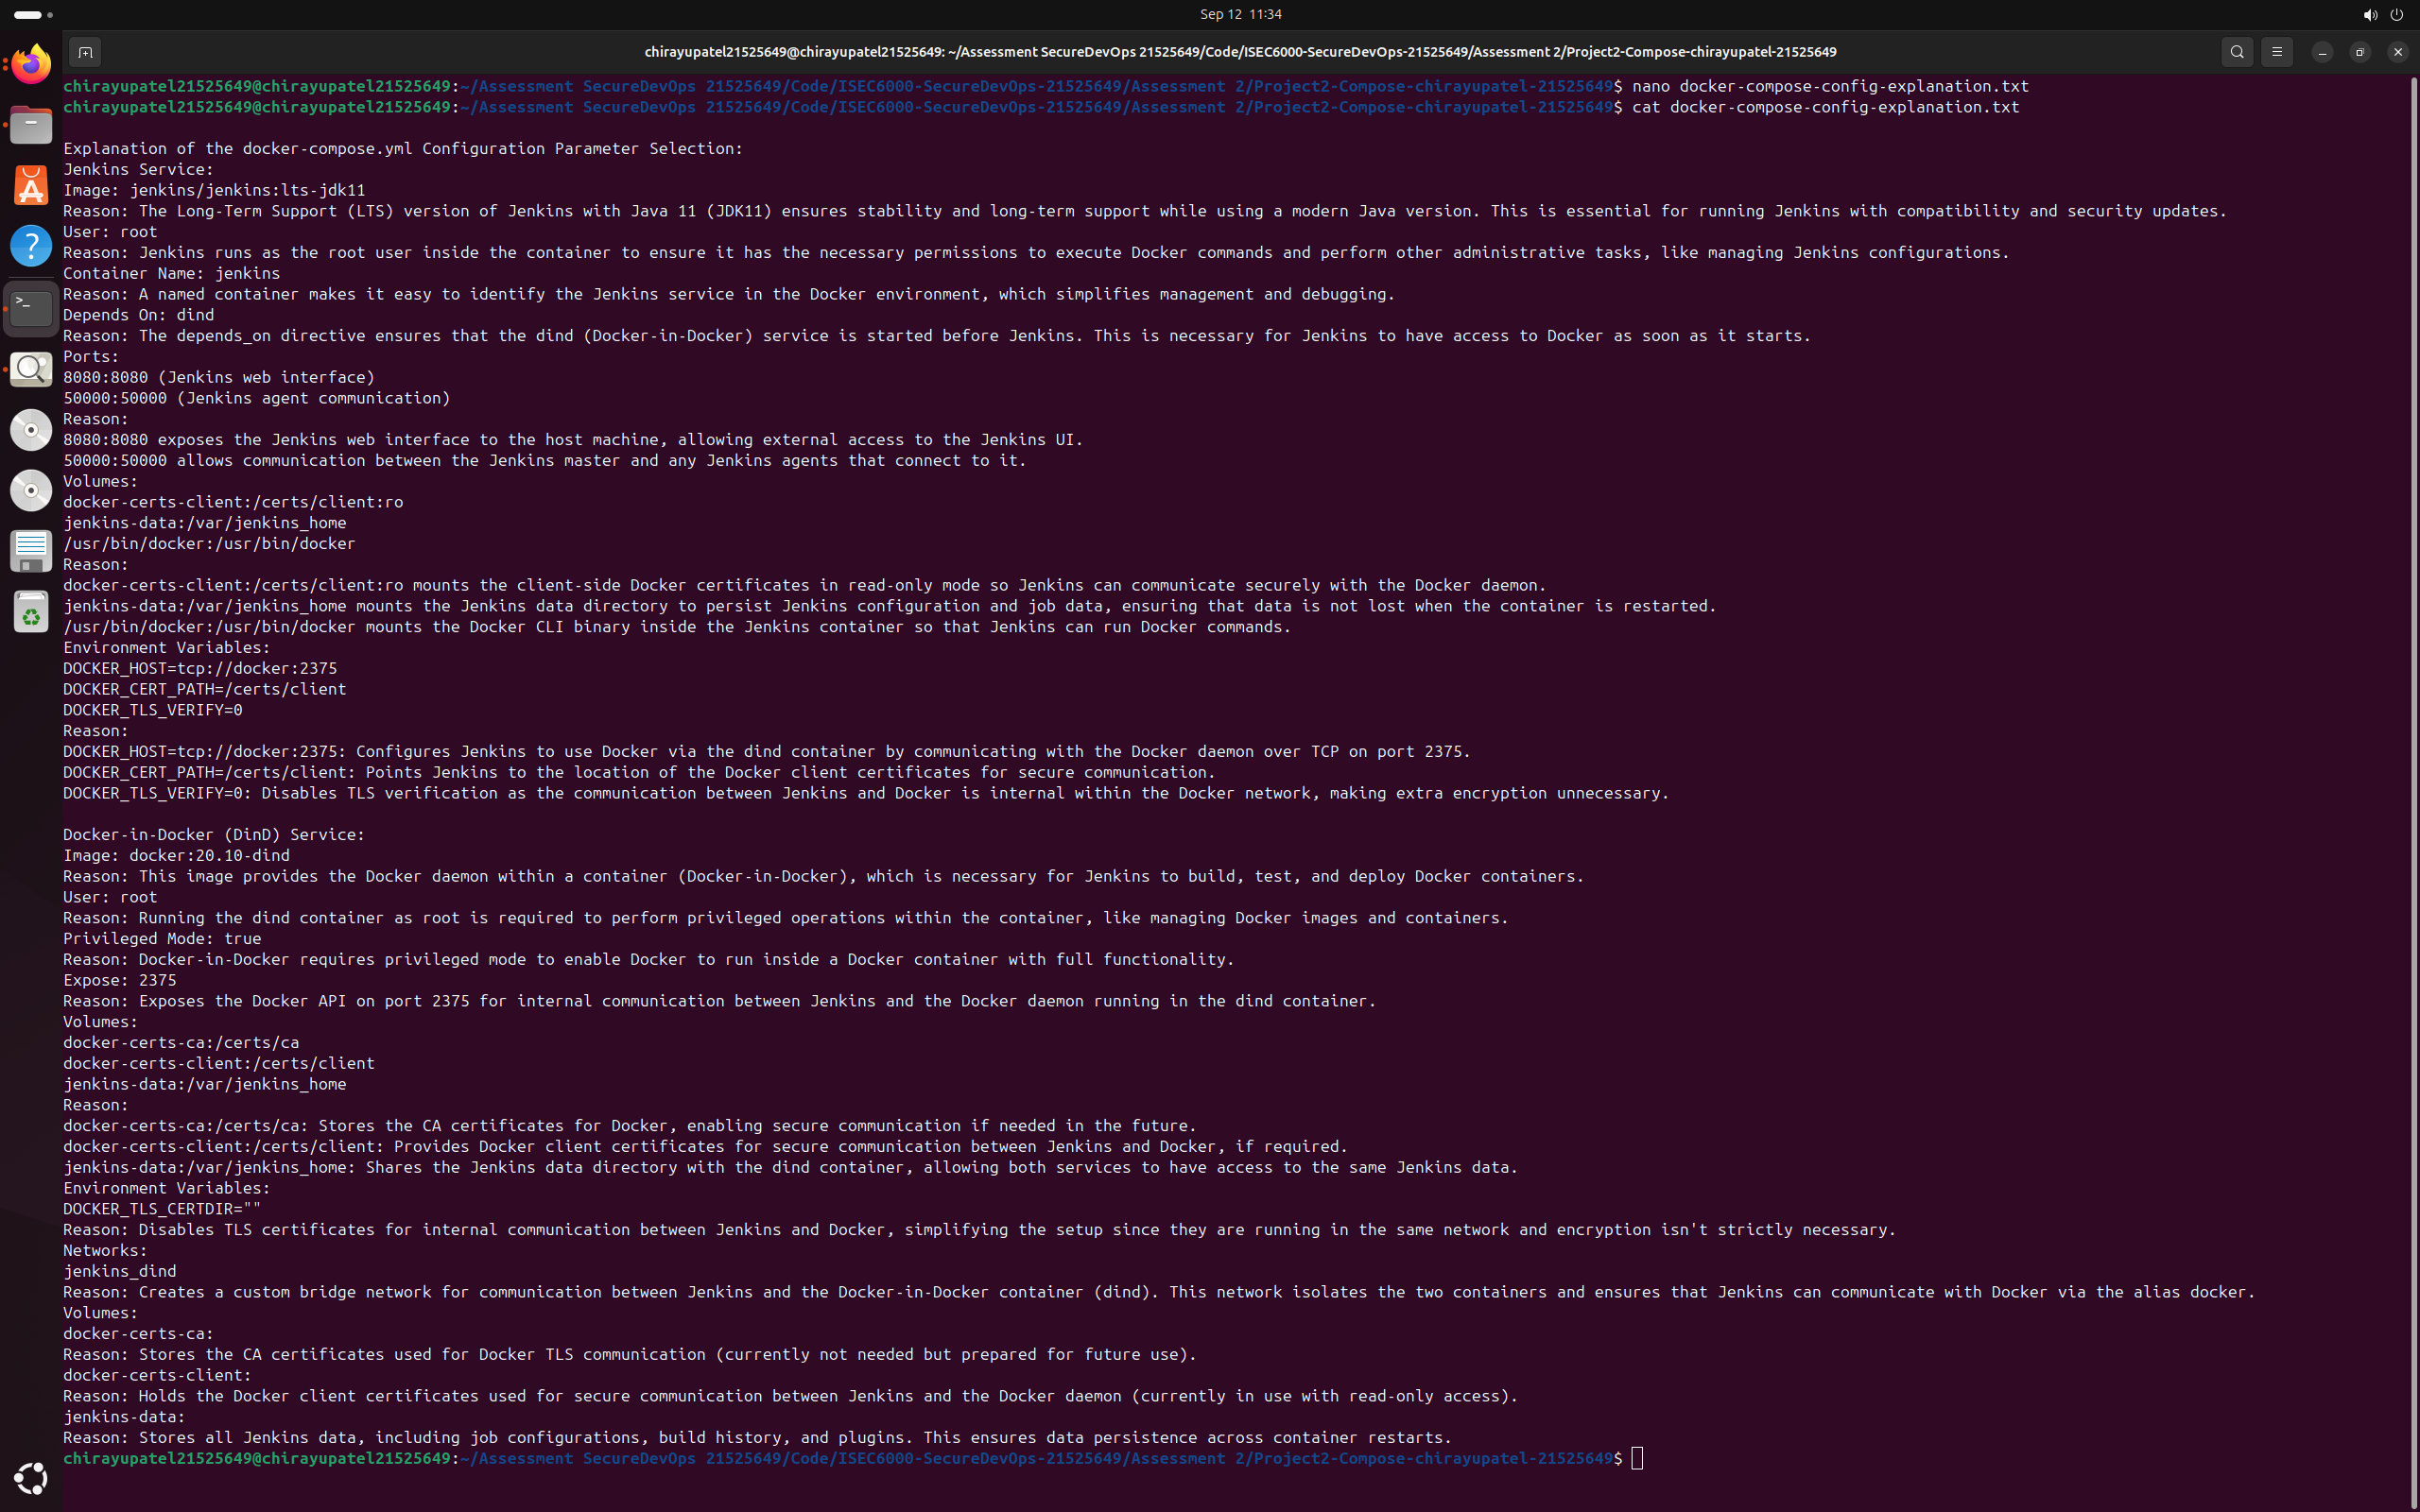 Sep 12 11:34
chirayupatel21525649@chirayupatel21525649: ~/Assessment SecureDevOps 21525649/Code/ISEC6000-SecureDevOps-21525649/Assessment 2/Project2-Compose-chirayupatel-21525649
chirayupatel21525649@chirayupatel21525649:~/Assessment SecureDevOps 21525649/Code/ISEC6000-SecureDevOps-21525649/Assessment 2/Project2-Compose-chirayupatel-21525649$ nano docker-compose-config-explanation.txt
chirayupatel21525649@chirayupatel21525649:~/Assessment SecureDevOps 21525649/Code/ISEC6000-SecureDevOps-21525649/Assessment 2/Project2-Compose-chirayupatel-21525649$ cat docker-compose-config-explanation.txt
Explanation of the docker-compose.yml Configuration Parameter Selection:
Jenkins Service:
Image: jenkins/jenkins:lts-jdk11
Reason: The Long-Term Support (LTS) version of Jenkins with Java 11 (JDK11) ensures stability and long-term support while using a modern Java version. This is essential for running Jenkins with compatibility and security updates.
User: root
Reason: Jenkins runs as the root user inside the container to ensure it has the necessary permissions to execute Docker commands and perform other administrative tasks, like managing Jenkins configurations.
Container Name: jenkins
Reason: A named container makes it easy to identify the Jenkins service in the Docker environment, which simplifies management and debugging.
Depends On: dind
Reason: The depends_on directive ensures that the dind (Docker-in-Docker) service is started before Jenkins. This is necessary for Jenkins to have access to Docker as soon as it starts.
Ports:
8080:8080 (Jenkins web interface)
50000:50000 (Jenkins agent communication)
Reason:
8080:8080 exposes the Jenkins web interface to the host machine, allowing external access to the Jenkins UI.
50000:50000 allows communication between the Jenkins master and any Jenkins agents that connect to it.
Volumes:
docker-certs-client:/certs/client:ro
jenkins-data:/var/jenkins_home
/usr/bin/docker:/usr/bin/docker
Reason:
docker-certs-client:/certs/client:ro mounts the client-side Docker certificates in read-only mode so Jenkins can communicate securely with the Docker daemon.
jenkins-data:/var/jenkins_home mounts the Jenkins data directory to persist Jenkins configuration and job data, ensuring that data is not lost when the container is restarted.
/usr/bin/docker:/usr/bin/docker mounts the Docker CLI binary inside the Jenkins container so that Jenkins can run Docker commands.
Environment Variables:
DOCKER_HOST=tcp://docker:2375
DOCKER_CERT_PATH=/certs/client
DOCKER_TLS_VERIFY=0
Reason:
DOCKER_HOST=tcp://docker:2375: Configures Jenkins to use Docker via the dind container by communicating with the Docker daemon over TCP on port 2375.
DOCKER_CERT_PATH=/certs/client: Points Jenkins to the location of the Docker client certificates for secure communication.
DOCKER_TLS_VERIFY=0: Disables TLS verification as the communication between Jenkins and Docker is internal within the Docker network, making extra encryption unnecessary.
Docker-in-Docker (DinD) Service:
Image: docker:20.10-dind
Reason: This image provides the Docker daemon within a container (Docker-in-Docker), which is necessary for Jenkins to build, test, and deploy Docker containers.
User: root
Reason: Running the dind container as root is required to perform privileged operations within the container, like managing Docker images and containers.
Privileged Mode: true
Reason: Docker-in-Docker requires privileged mode to enable Docker to run inside a Docker container with full functionality.
Expose: 2375
Reason: Exposes the Docker API on port 2375 for internal communication between Jenkins and the Docker daemon running in the dind container.
Volumes:
docker-certs-ca:/certs/ca
docker-certs-client:/certs/client
jenkins-data:/var/jenkins_home
Reason:
docker-certs-ca:/certs/ca: Stores the CA certificates for Docker, enabling secure communication if needed in the future.
docker-certs-client:/certs/client: Provides Docker client certificates for secure communication between Jenkins and Docker, if required.
jenkins-data:/var/jenkins_home: Shares the Jenkins data directory with the dind container, allowing both services to have access to the same Jenkins data.
Environment Variables:
DOCKER_TLS_CERTDIR=""
Reason: Disables TLS certificates for internal communication between Jenkins and Docker, simplifying the setup since they are running in the same network and encryption isn't strictly necessary.
Networks:
jenkins_dind
Reason: Creates a custom bridge network for communication between Jenkins and the Docker-in-Docker container (dind). This network isolates the two containers and ensures that Jenkins can communicate with Docker via the alias docker.
Volumes:
docker-certs-ca:
Reason: Stores the CA certificates used for Docker TLS communication (currently not needed but prepared for future use).
docker-certs-client:
Reason: Holds the Docker client certificates used for secure communication between Jenkins and the Docker daemon (currently in use with read-only access).
jenkins-data:
Reason: Stores all Jenkins data, including job configurations, build history, and plugins. This ensures data persistence across container restarts.
chirayupatel21525649@chirayupatel21525649:~/Assessment SecureDevOps 21525649/Code/ISEC6000-SecureDevOps-21525649/Assessment 2/Project2-Compose-chirayupatel-21525649$